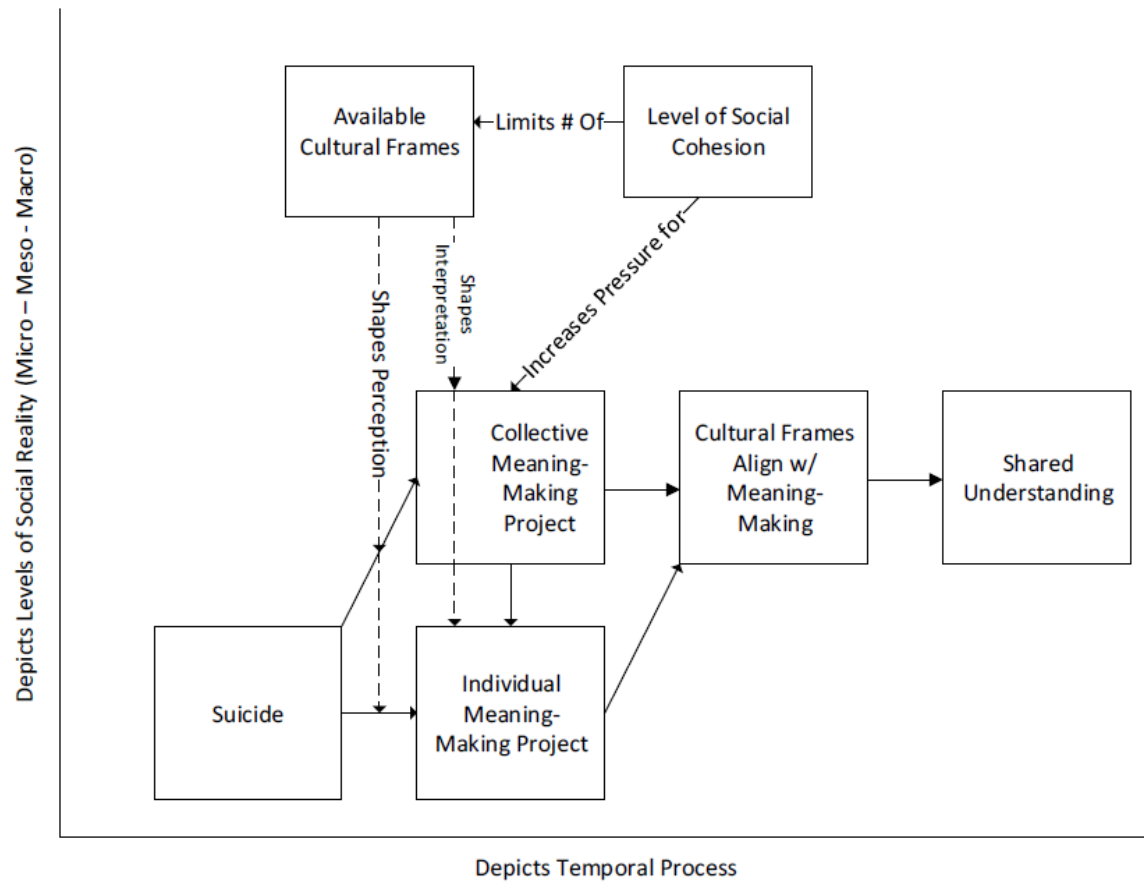 Depicts Levels of Social Reality (Micro – Meso - Macro)
Available
Cultural Frames
Limits # Of
Level of Social
Cohesion
Shapes
Interpretation
Shapes Perception
Increases Pressure for
Collective
Meaning-
Making
Project
Cultural Frames
Align w/
Meaning-
Making
Shared
Understanding
Suicide
Individual
Meaning-
Making Project
Depicts Temporal Process